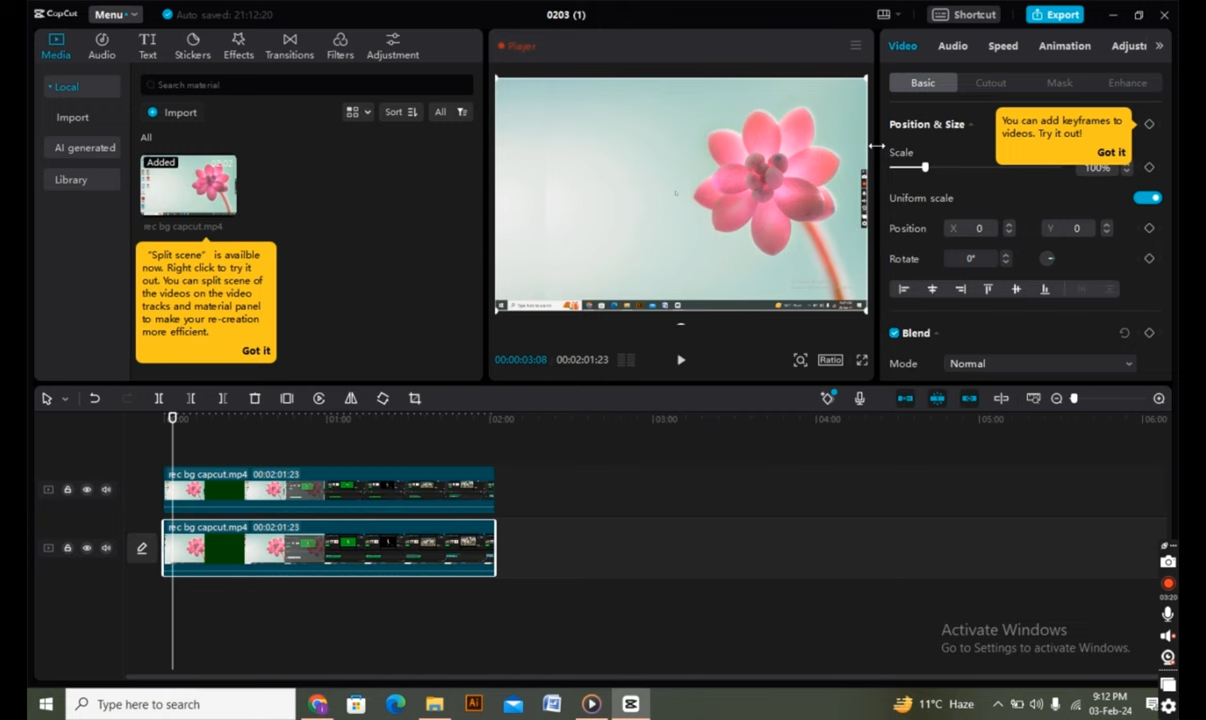 CapCut
Menu
Auto saved: 21:12:20
0203 (1)
Shortcut
Export
Media
Audio
Text
Stickers
Effects
Transitions
Filters
Adjustment
Local
Import
AI generated
Library
Search material
Import
Sort
All
All
Added
rec bg capcut.mp4
"Split scene" is availble
now. Right click to try it
out. You can split scene of
the videos on the video
tracks and material panel
to make your re-creation
more efficient.
Got it
Player
00:00:03:08
00:02:01:23
Ratio
Video
Audio
Speed
Animation
Adjustı
Basic
Cutout
Mask
Enhance
Position & Size
You can add keyframes to
videos. Try it out!
Got it
Scale
100%
Uniform scale
Position
X
0
Y
0
Rotate
0°
Blend
Mode
Normal
01:00
02:00
03:00
04:00
05:00
06:00
rec bg capcut.mp4 00:02:01:23
rec bg capcut.mp4 00:02:01:23
03:20
Activate Windows
Go to Settings to activate Windows.
Type here to search
11°C Haze
9:12 PM
03-Feb-24